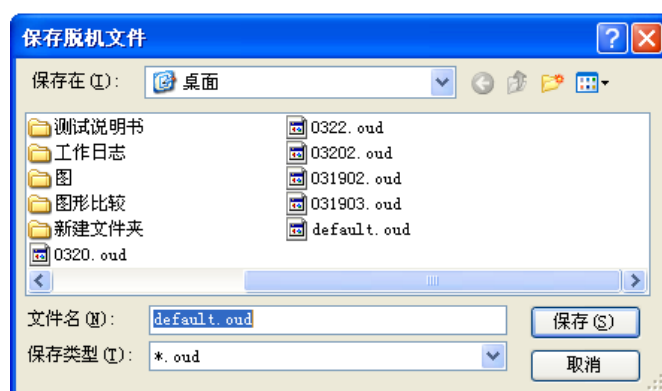 保存脱机文件
保存在(I): 桌面
测试说明书
工作日志
图
图形比较
新建文件夹
0320.oud
0322.oud
03202.oud
031902.oud
031903.oud
default.oud
文件名(N): default.oud 保存(S)
保存类型(T): *.oud 取消